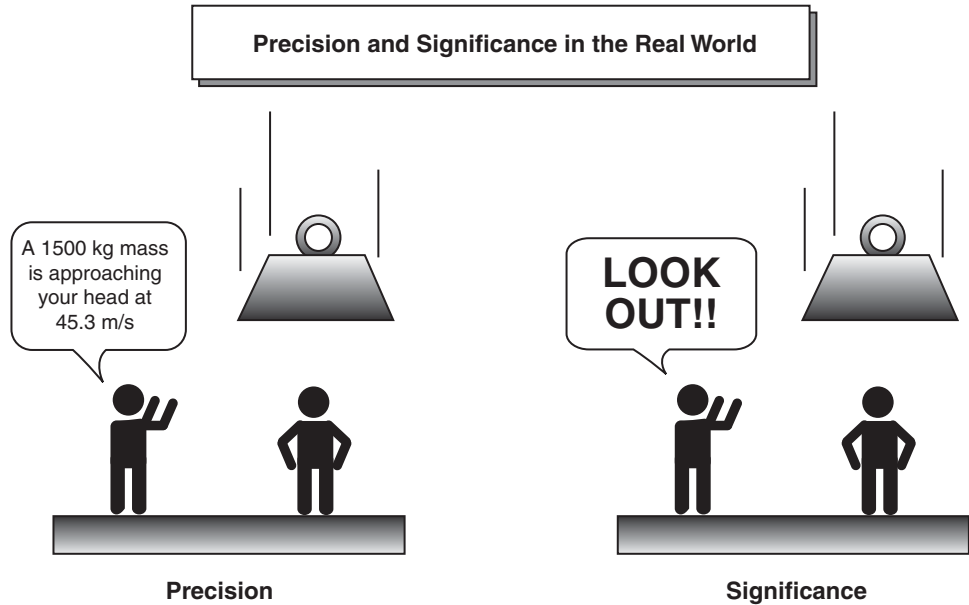 Precision and Significance in the Real World
A 1500 kg mass
is approaching
your head at
45.3 m/s
LOOK
OUT!!
Precision
Significance